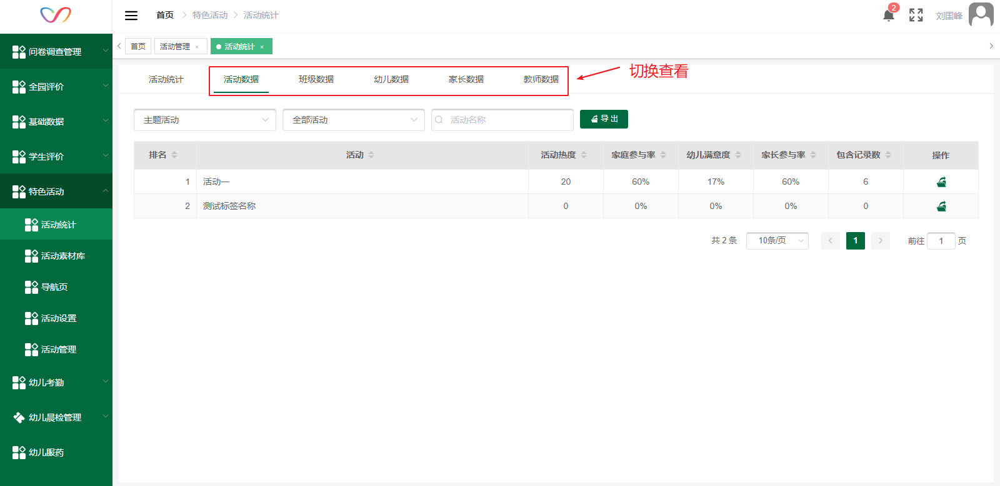 首页 特色活动 活动统计
2
刘国峰
首页 活动管理 × 活动统计 ×
问卷调查管理
全园评价
基础数据
学生评价
特色活动
活动统计
活动素材库
导航页
活动设置
活动管理
幼儿考勤
幼儿晨检管理
幼儿服药
活动统计 活动数据 班级数据 幼儿数据 家长数据 教师数据
切换查看
主题活动 全部活动 活动名称 导出
排名 活动 活动热度 家庭参与率 幼儿满意度 家长参与率 包含记录数 操作
1 活动一 20 60% 17% 60% 6
2 测试标签名称 0 0% 0% 0% 0
共 2 条 10条/页 1 前往 1 页